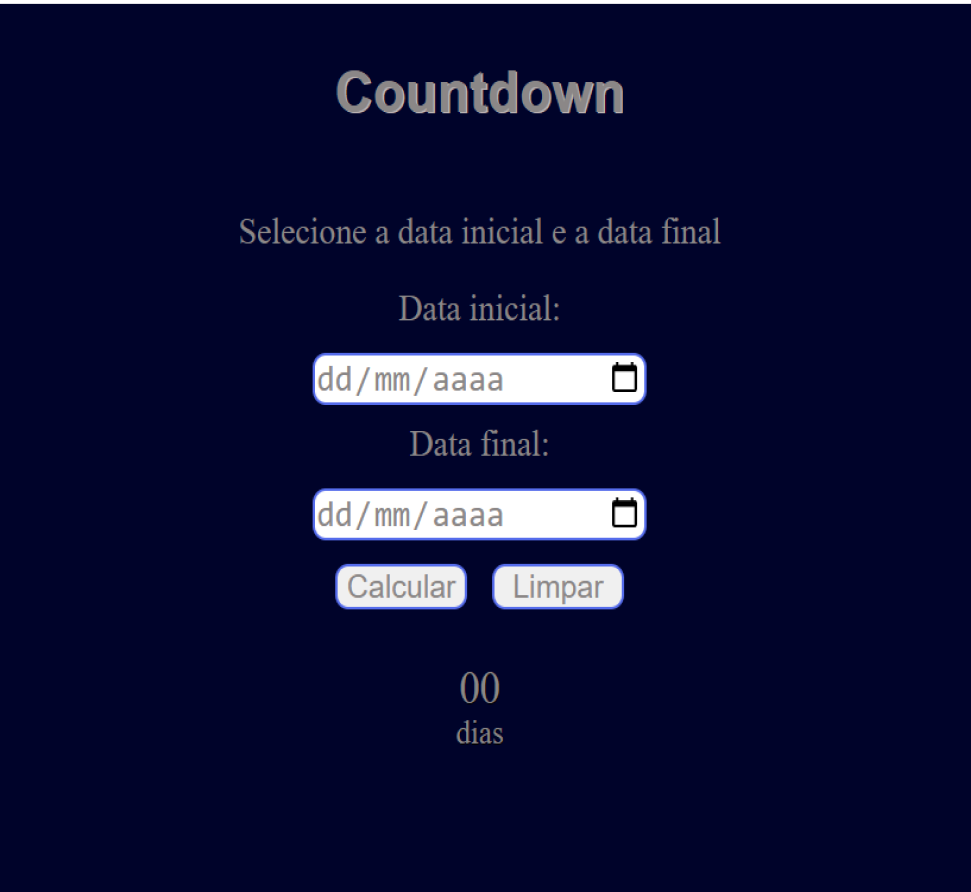 Countdown
Selecione a data inicial e a data final
Data inicial:
dd/mm/aaaa
Data final:
dd/mm/aaaa
Calcular Limpar
00
dias